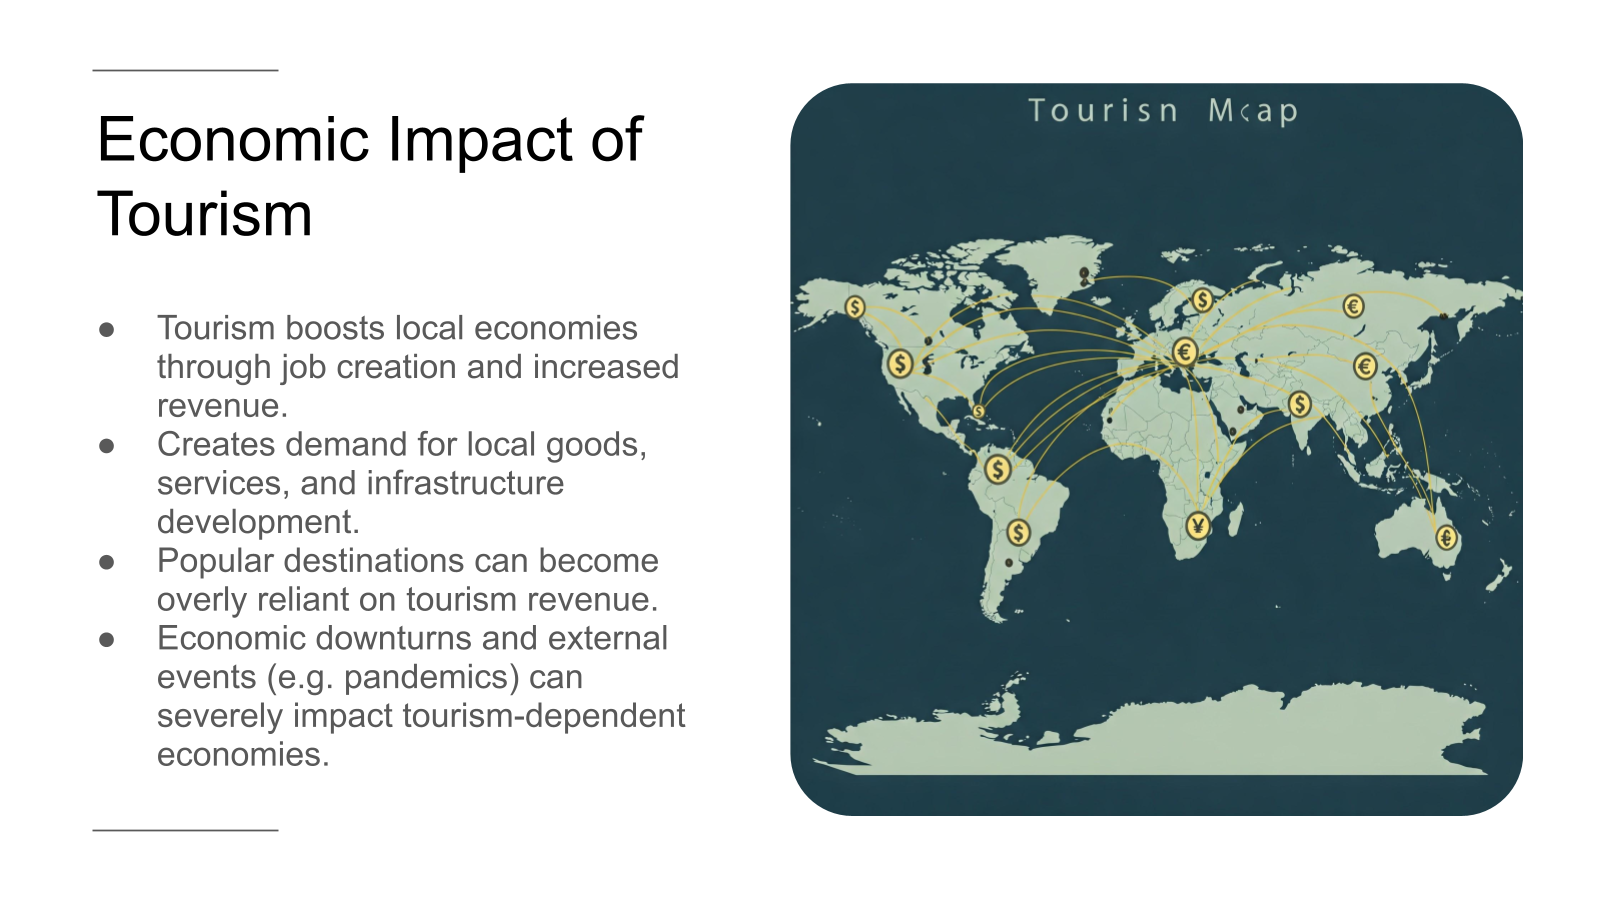 Economic Impact of
Tourism
● Tourism boosts local economies
through job creation and increased
revenue.
● Creates demand for local goods,
services, and infrastructure
development.
● Popular destinations can become
overly reliant on tourism revenue.
● Economic downturns and external
events (e.g. pandemics) can
severely impact tourism-dependent
economies.
Tourisn M‹ap
$
$
$
$
$
$
€
€
€
$
¥